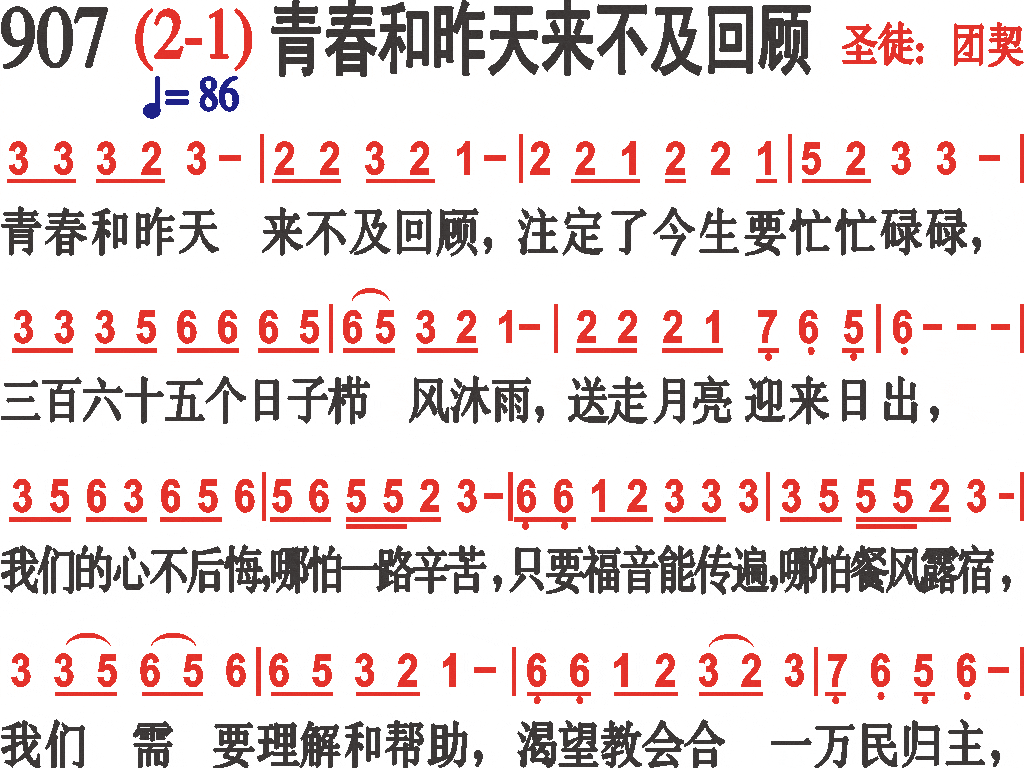 907 (2-1) 青春和昨天来不及回顾 圣徒：团契
♩= 86
3 3 3 2 3 – | 2 2 3 2 1 – | 2 2 1 2 2 1 | 5 2 3 3 – |
青春和昨天 来不及回顾，注定了今生要忙忙碌碌，
3 3 3 5 6 6 6 5 | 6 5 3 2 1 – | 2 2 2 1 7 6 5 | 6 – – – |
三百六十五个日子栉 风沐雨，送走月亮 迎来日出，
3 5 6 3 6 5 6 | 5 6 5 5 2 3 – | 6 6 1 2 3 3 3 | 3 5 5 5 2 3 – |
我们的心不后悔，哪怕一路辛苦，只要福音能传遍，哪怕餐风露宿，
3 3 5 6 5 6 | 6 5 3 2 1 – | 6 6 1 2 3 2 3 | 7 6 5 6 – |
我们 需 要理解和帮助，渴望教会合 一万民归主，